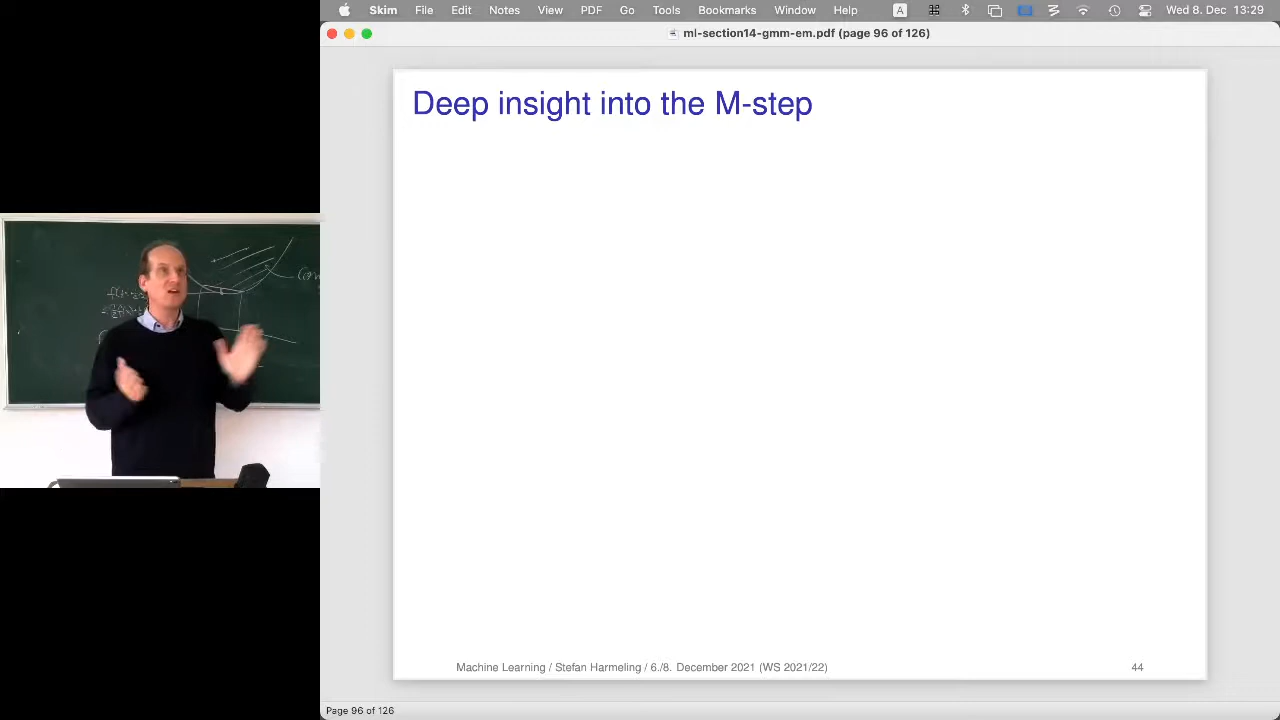 Skim File Edit Notes View PDF Go Tools Bookmarks Window Help A Wed 8. Dec 13:29
ml-section14-gmm-em.pdf (page 96 of 126)
Deep insight into the M-step
Machine Learning / Stefan Harmeling / 6./8. December 2021 (WS 2021/22) 44
Page 96 of 126